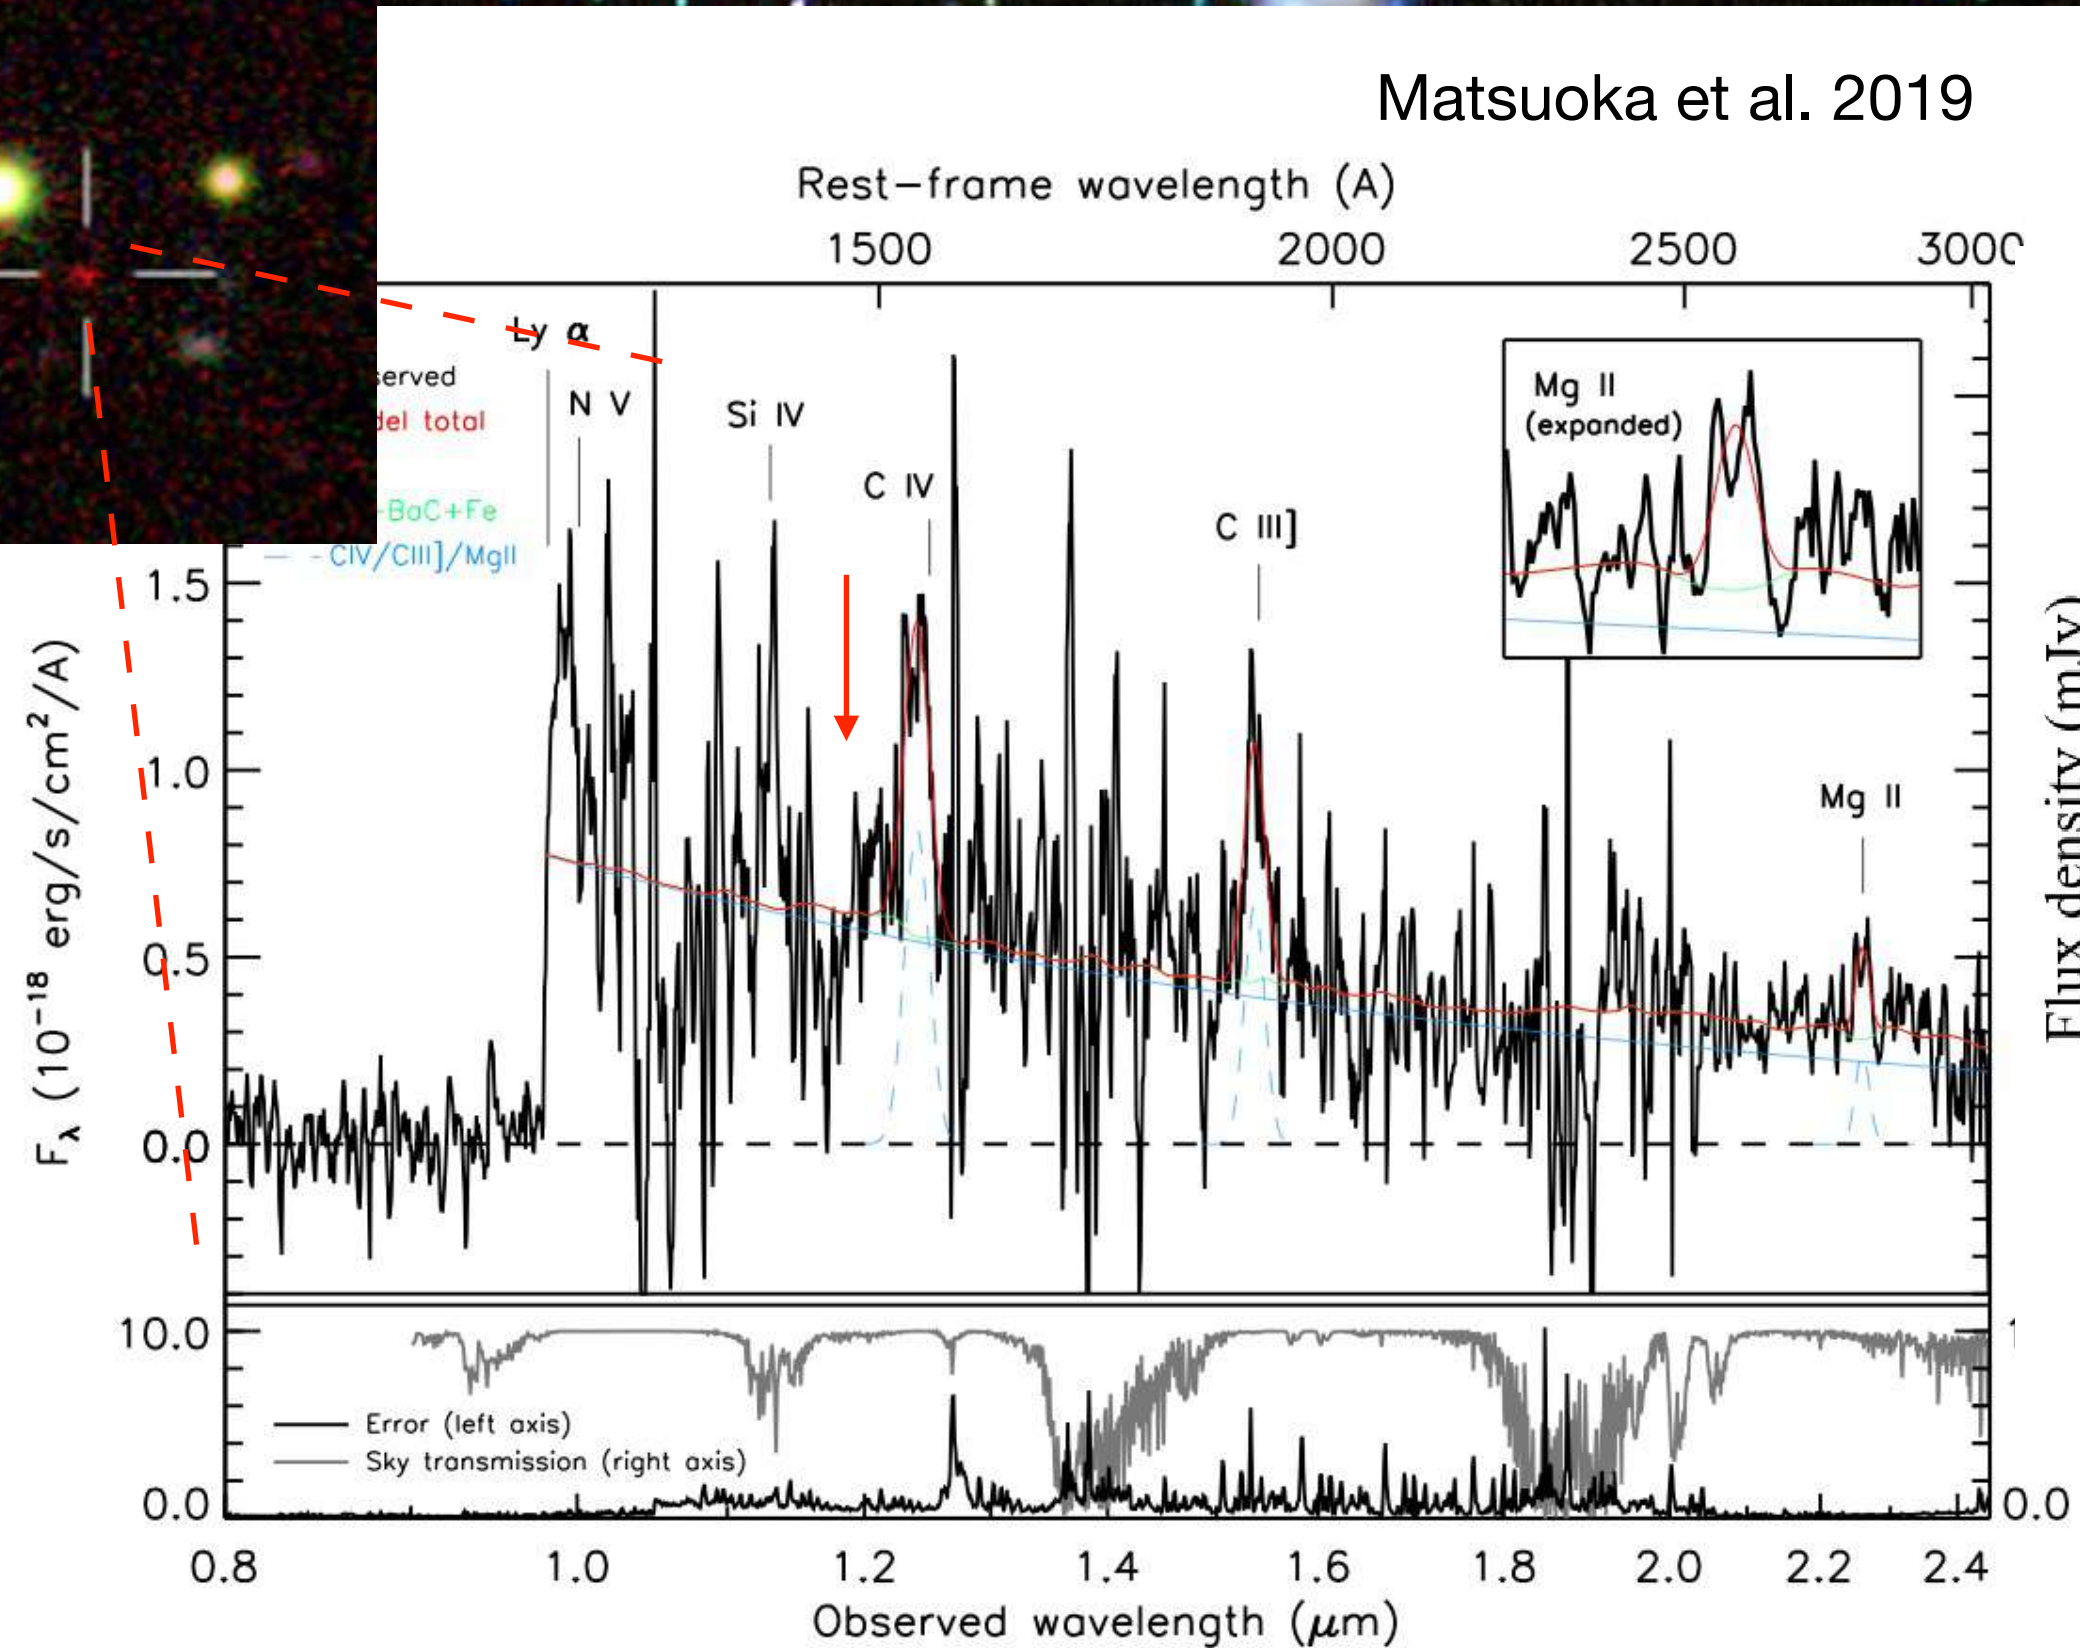 Matsuoka et al. 2019
Rest-frame wavelength (A)
1500 2000 2500 3000
Ly α
served
N V
del total
Si IV
Mg II
(expanded)
C IV
-BaC+Fe
C III]
CIV/CIII]/MgII
1.5
1.0
Mg II
0.5
0.0
Fλ (10⁻¹⁸ erg/s/cm²/A)
Flux density (mJy)
10.0
Error (left axis)
Sky transmission (right axis)
0.0
0.0
0.8 1.0 1.2 1.4 1.6 1.8 2.0 2.2 2.4
Observed wavelength (μm)